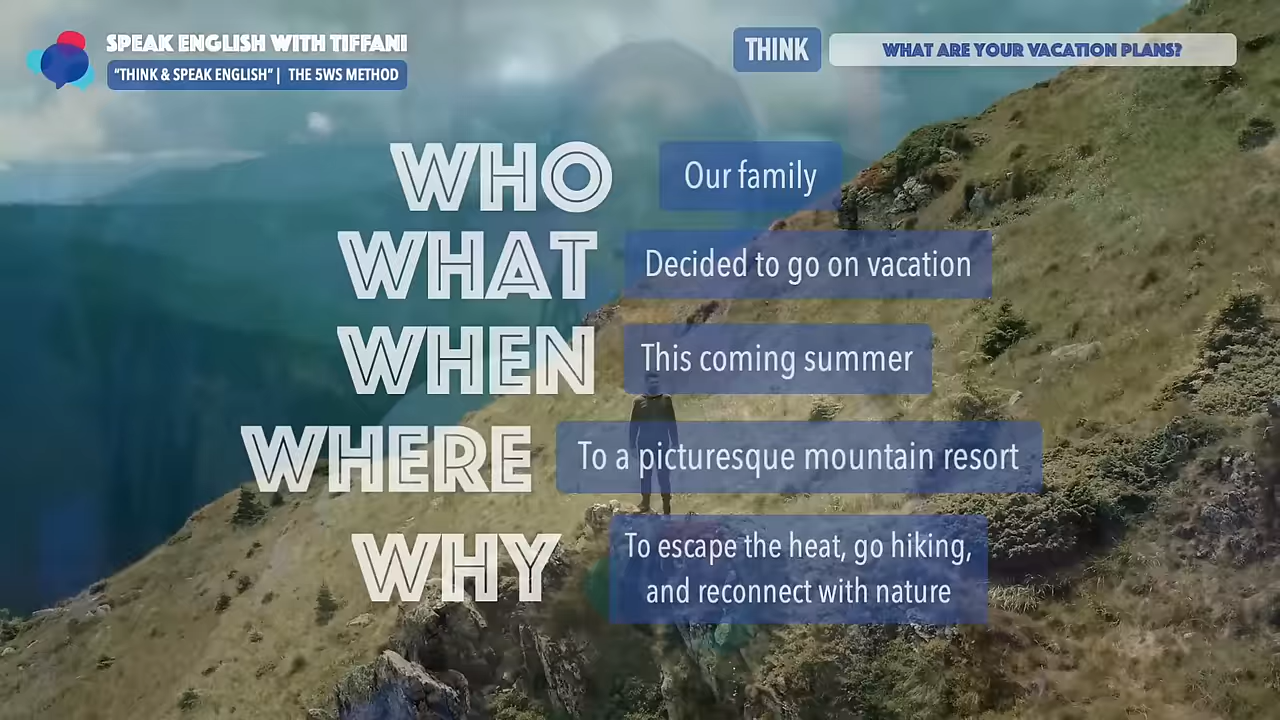 SPEAK ENGLISH WITH TIFFANI
"THINK & SPEAK ENGLISH" | THE 5WS METHOD
THINK
WHAT ARE YOUR VACATION PLANS?
WHO
Our family
WHAT
Decided to go on vacation
WHEN
This coming summer
WHERE
To a picturesque mountain resort
WHY
To escape the heat, go hiking,
and reconnect with nature